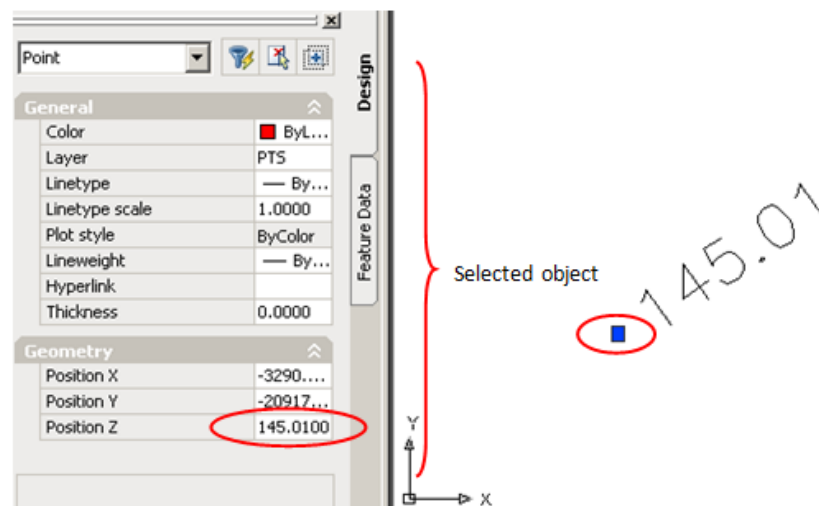 Point
General
Color ByL...
Layer PTS
Linetype — By...
Linetype scale 1.0000
Plot style ByColor
Lineweight — By...
Hyperlink
Thickness 0.0000
Geometry
Position X -3290....
Position Y -20917...
Position Z 145.0100
Design
Feature Data
Selected object
145.01
Y
X